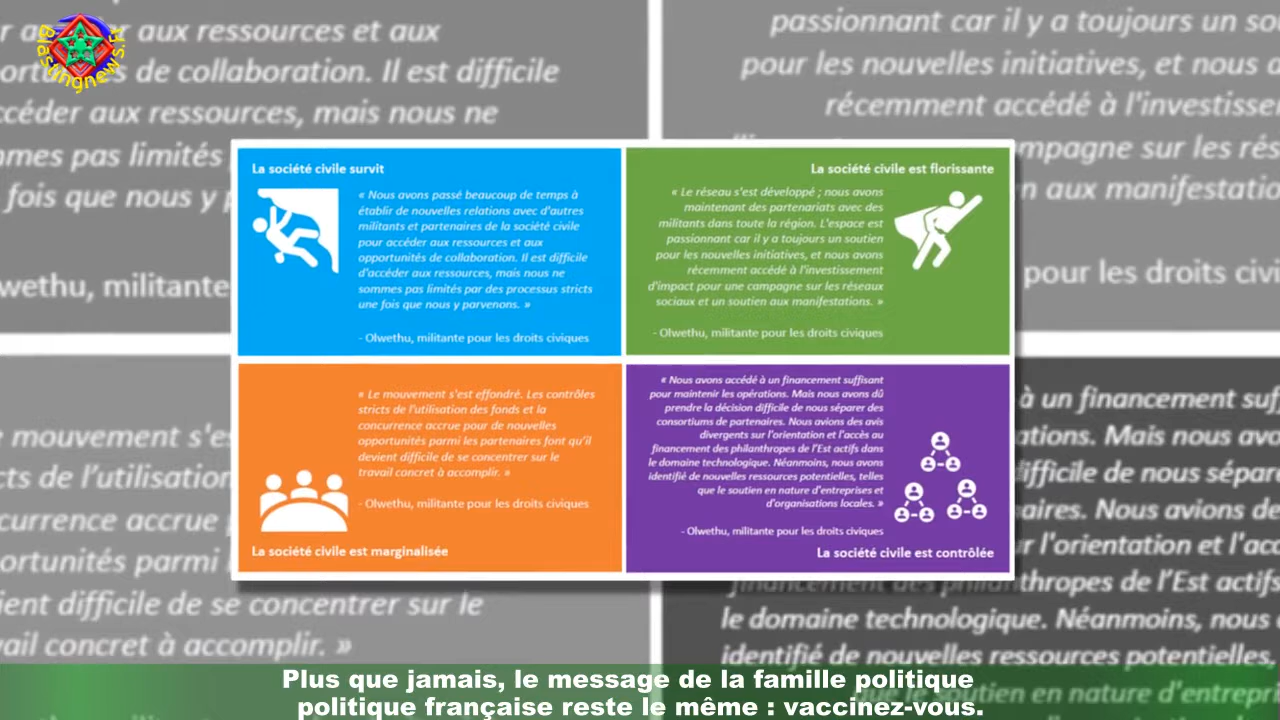 La société civile survit
« Nous avons passé beaucoup de temps à
établir de nouvelles relations avec d'autres
militants et partenaires de la société civile
pour accéder aux ressources et aux
opportunités de collaboration. Il est difficile
d'accéder aux ressources, mais nous ne
sommes pas limités par des processus stricts
une fois que nous y parvenons. »
- Olwethu, militante pour les droits civiques
La société civile est florissante
« Le réseau s'est développé ; nous avons
maintenant des partenariats avec des
militants dans toute la région. L'espace est
passionnant car il y a toujours un soutien
pour les nouvelles initiatives, et nous avons
récemment accédé à l'investissement
d'impact pour une campagne sur les réseaux
sociaux et un soutien aux manifestations. »
- Olwethu, militante pour les droits civiques
« Le mouvement s'est effondré. Les contrôles
stricts de l'utilisation des fonds et la
concurrence accrue pour de nouvelles
opportunités parmi les partenaires font qu'il
devient difficile de se concentrer sur le
travail concret à accomplir. »
- Olwethu, militante pour les droits civiques
La société civile est marginalisée
« Nous avons accédé à un financement suffisant
pour maintenir les opérations. Mais nous avons dû
prendre la décision difficile de nous séparer des
consortiums de partenaires. Nous avions des avis
divergents sur l'orientation et l'accès au
financement des philanthropes de l'Est actifs dans
le domaine technologique. Néanmoins, nous avons
identifié de nouvelles ressources potentielles, telles
que le soutien en nature d'entreprises et
d'organisations locales. »
- Olwethu, militante pour les droits civiques
La société civile est contrôlée
Plus que jamais, le message de la famille politique
politique française reste le même : vaccinez-vous.